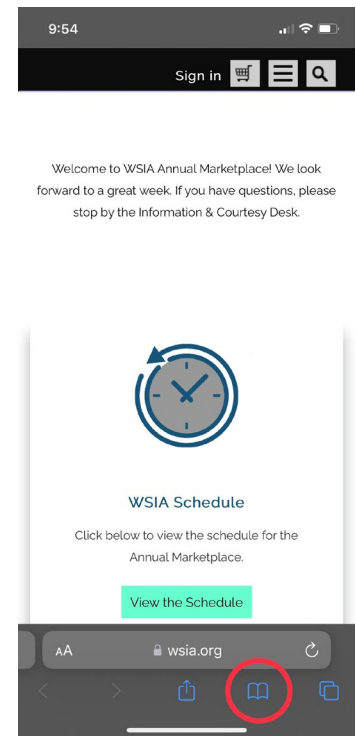 9:54
Sign in
Welcome to WSIA Annual Marketplace! We look
forward to a great week. If you have questions, please
stop by the Information & Courtesy Desk.
WSIA Schedule
Click below to view the schedule for the
Annual Marketplace.
View the Schedule
AA wsia.org